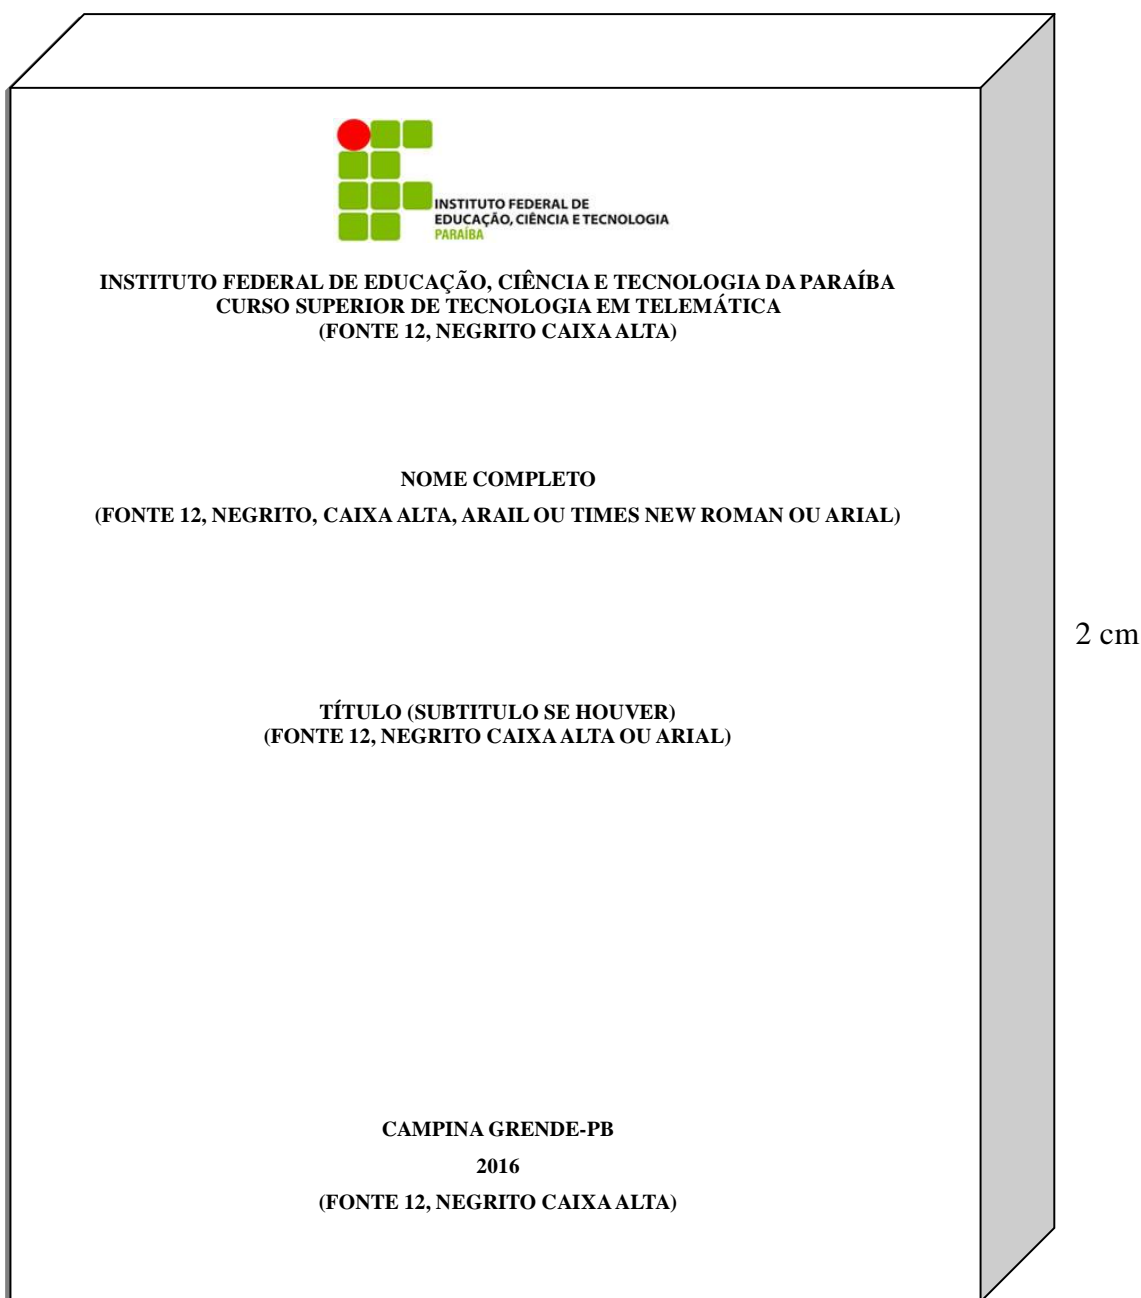 INSTITUTO FEDERAL DE
EDUCAÇÃO, CIÊNCIA E TECNOLOGIA
PARAÍBA
INSTITUTO FEDERAL DE EDUCAÇÃO, CIÊNCIA E TECNOLOGIA DA PARAÍBA
CURSO SUPERIOR DE TECNOLOGIA EM TELEMÁTICA
(FONTE 12, NEGRITO CAIXA ALTA)
NOME COMPLETO
(FONTE 12, NEGRITO, CAIXA ALTA, ARAIL OU TIMES NEW ROMAN OU ARIAL)
2 cm
TÍTULO (SUBTITULO SE HOUVER)
(FONTE 12, NEGRITO CAIXA ALTA OU ARIAL)
CAMPINA GRENDE-PB
2016
(FONTE 12, NEGRITO CAIXA ALTA)